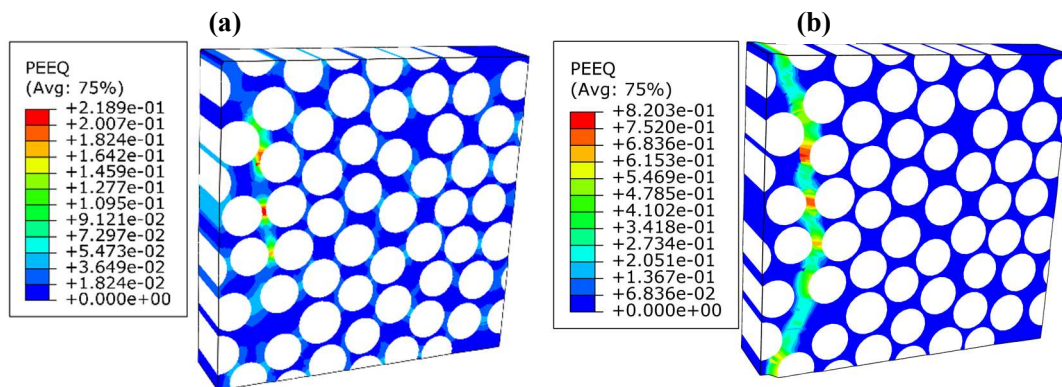 (a)
PEEQ
(Avg: 75%)
+2.189e-01
+2.007e-01
+1.824e-01
+1.642e-01
+1.459e-01
+1.277e-01
+1.095e-01
+9.121e-02
+7.297e-02
+5.473e-02
+3.649e-02
+1.824e-02
+0.000e+00
(b)
PEEQ
(Avg: 75%)
+8.203e-01
+7.520e-01
+6.836e-01
+6.153e-01
+5.469e-01
+4.785e-01
+4.102e-01
+3.418e-01
+2.734e-01
+2.051e-01
+1.367e-01
+6.836e-02
+0.000e+00